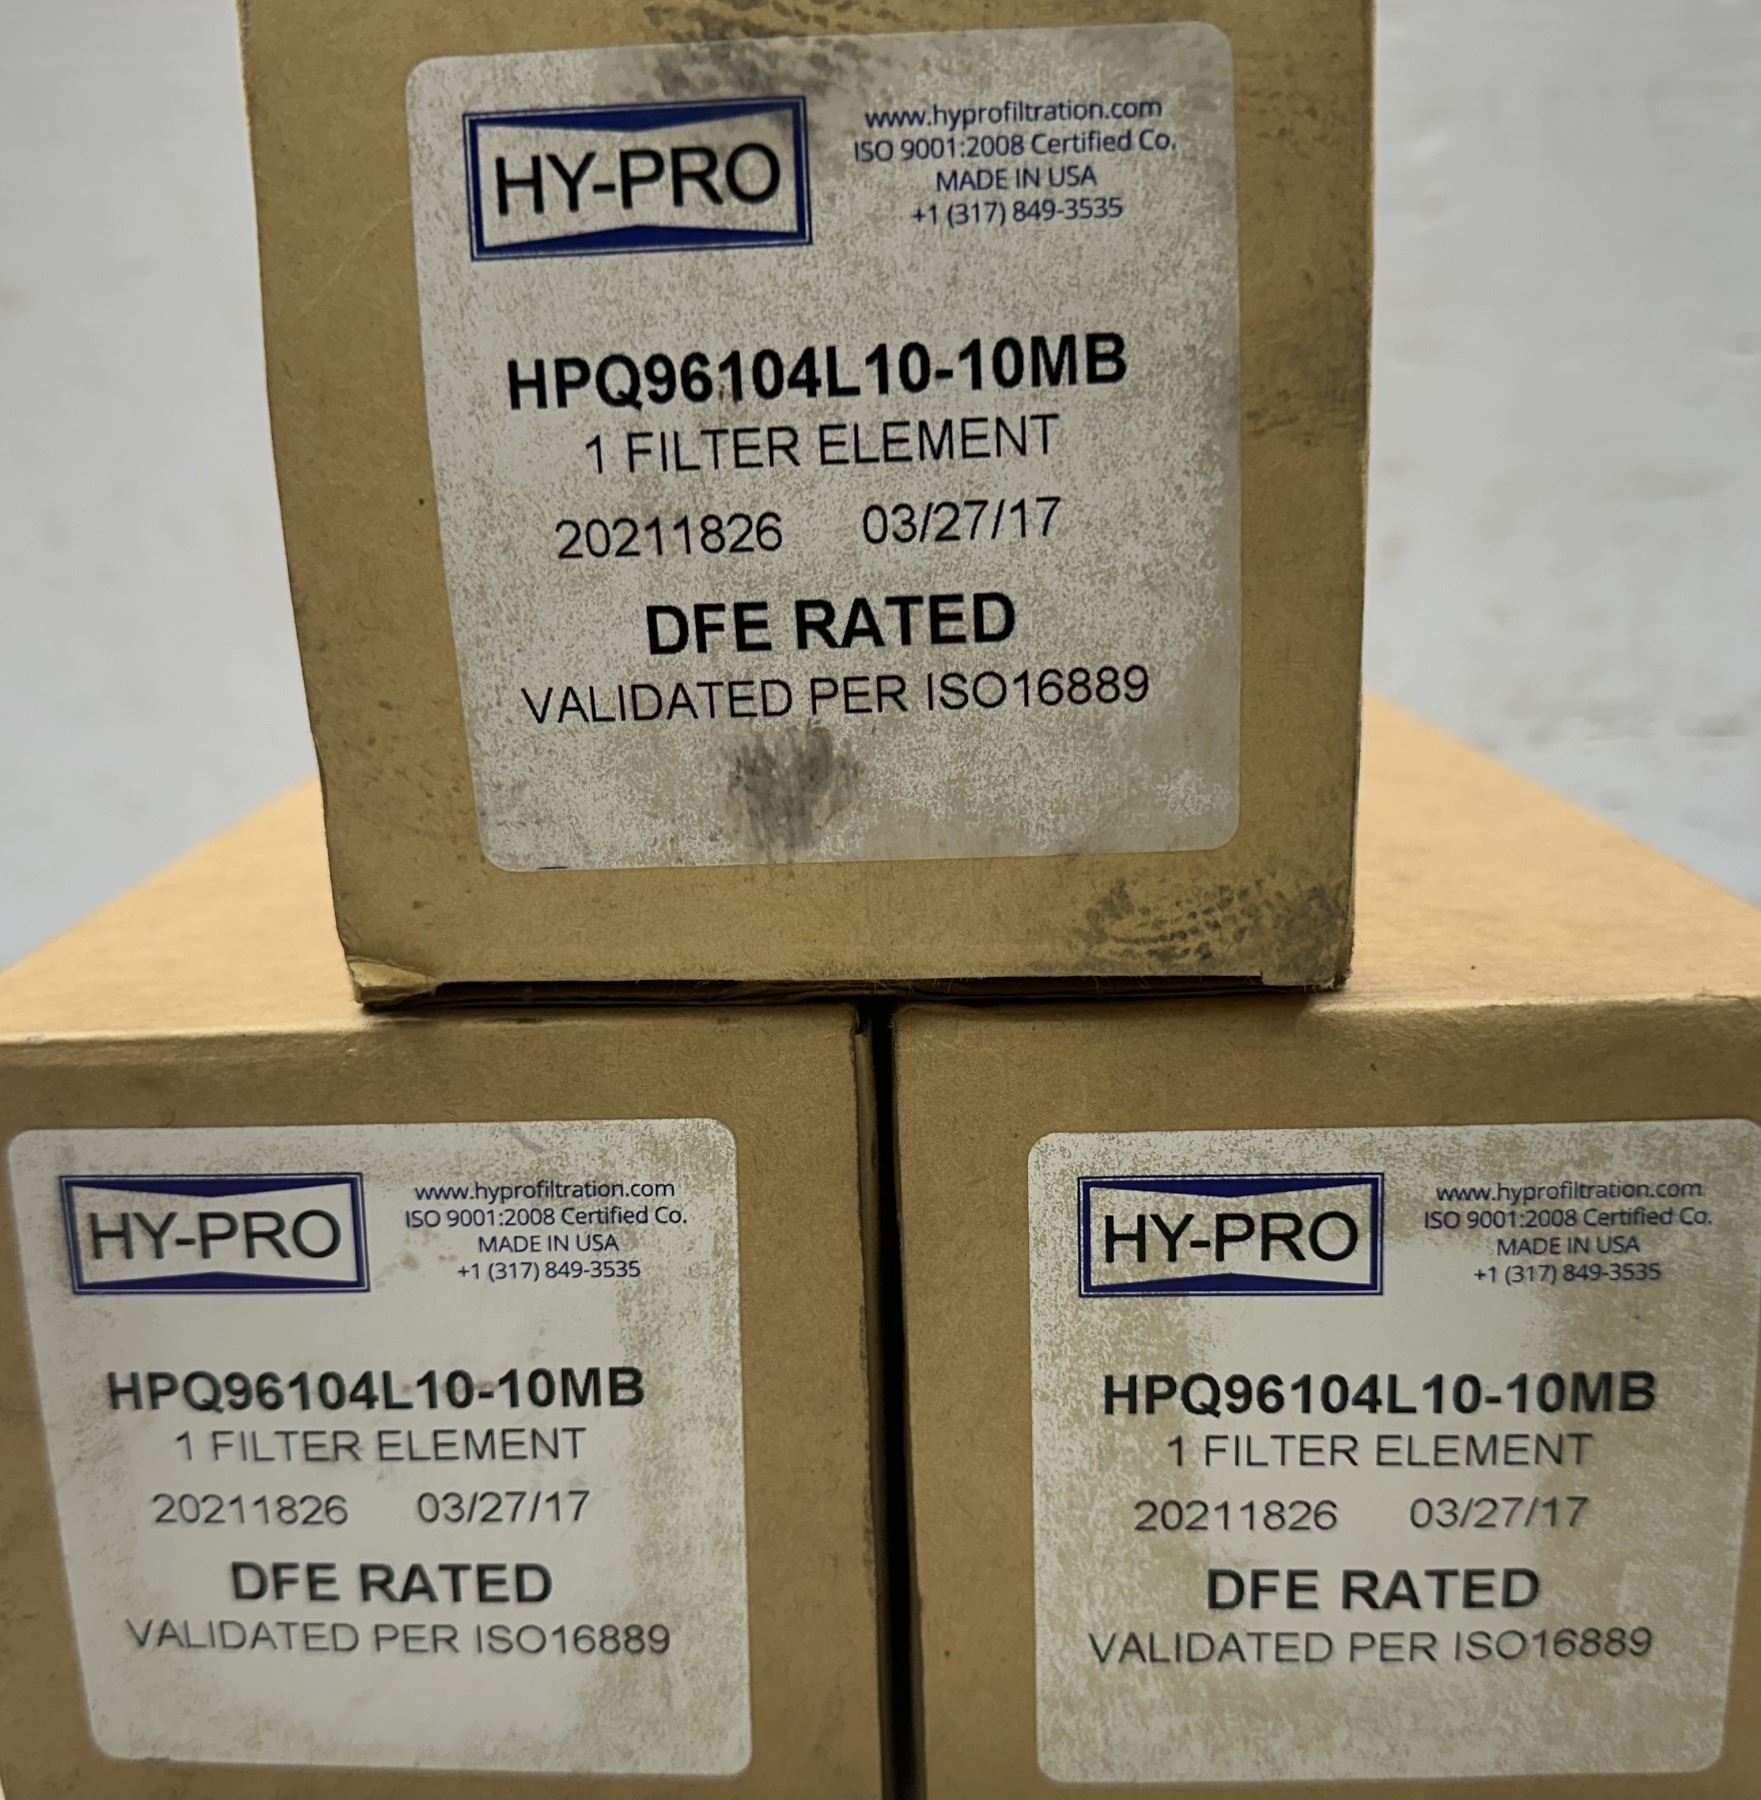 HY-PRO
www.hyprofiltration.com
ISO 9001:2008 Certified Co.
MADE IN USA
+1 (317) 849-3535
HPQ96104L10-10MB
1 FILTER ELEMENT
20211826 03/27/17
DFE RATED
VALIDATED PER ISO16889
HY-PRO
www.hyprofiltration.com
ISO 9001:2008 Certified Co.
MADE IN USA
+1 (317) 849-3535
HPQ96104L10-10MB
1 FILTER ELEMENT
20211826 03/27/17
DFE RATED
VALIDATED PER ISO16889
HY-PRO
www.hyprofiltration.com
ISO 9001:2008 Certified Co.
MADE IN USA
+1 (317) 849-3535
HPQ96104L10-10MB
1 FILTER ELEMENT
20211826 03/27/17
DFE RATED
VALIDATED PER ISO16889